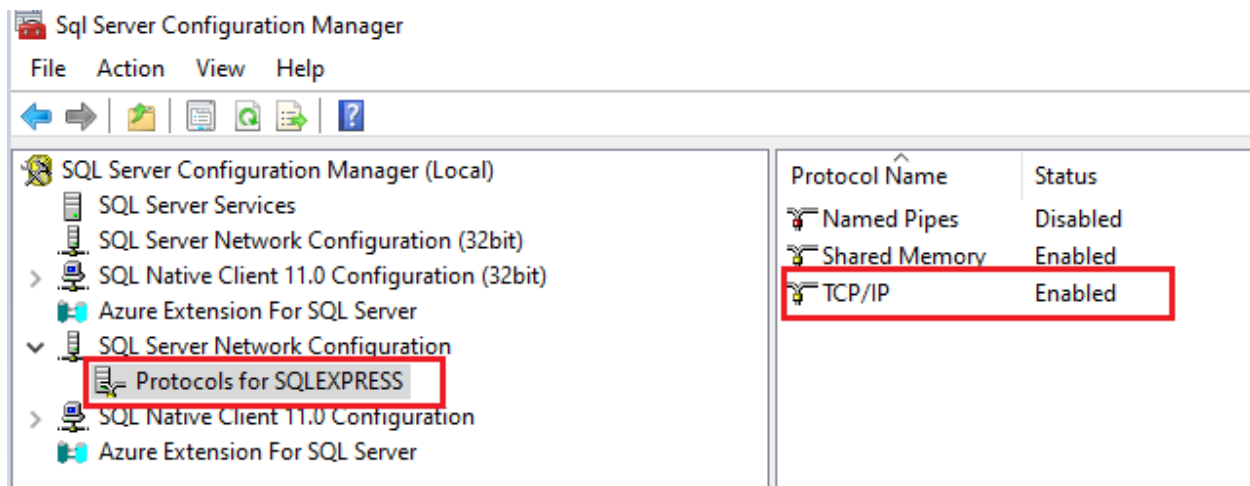 Sql Server Configuration Manager
File Action View Help
SQL Server Configuration Manager (Local)
SQL Server Services
SQL Server Network Configuration (32bit)
SQL Native Client 11.0 Configuration (32bit)
Azure Extension For SQL Server
SQL Server Network Configuration
Protocols for SQLEXPRESS
SQL Native Client 11.0 Configuration
Azure Extension For SQL Server
Protocol Name Status
Named Pipes Disabled
Shared Memory Enabled
TCP/IP Enabled